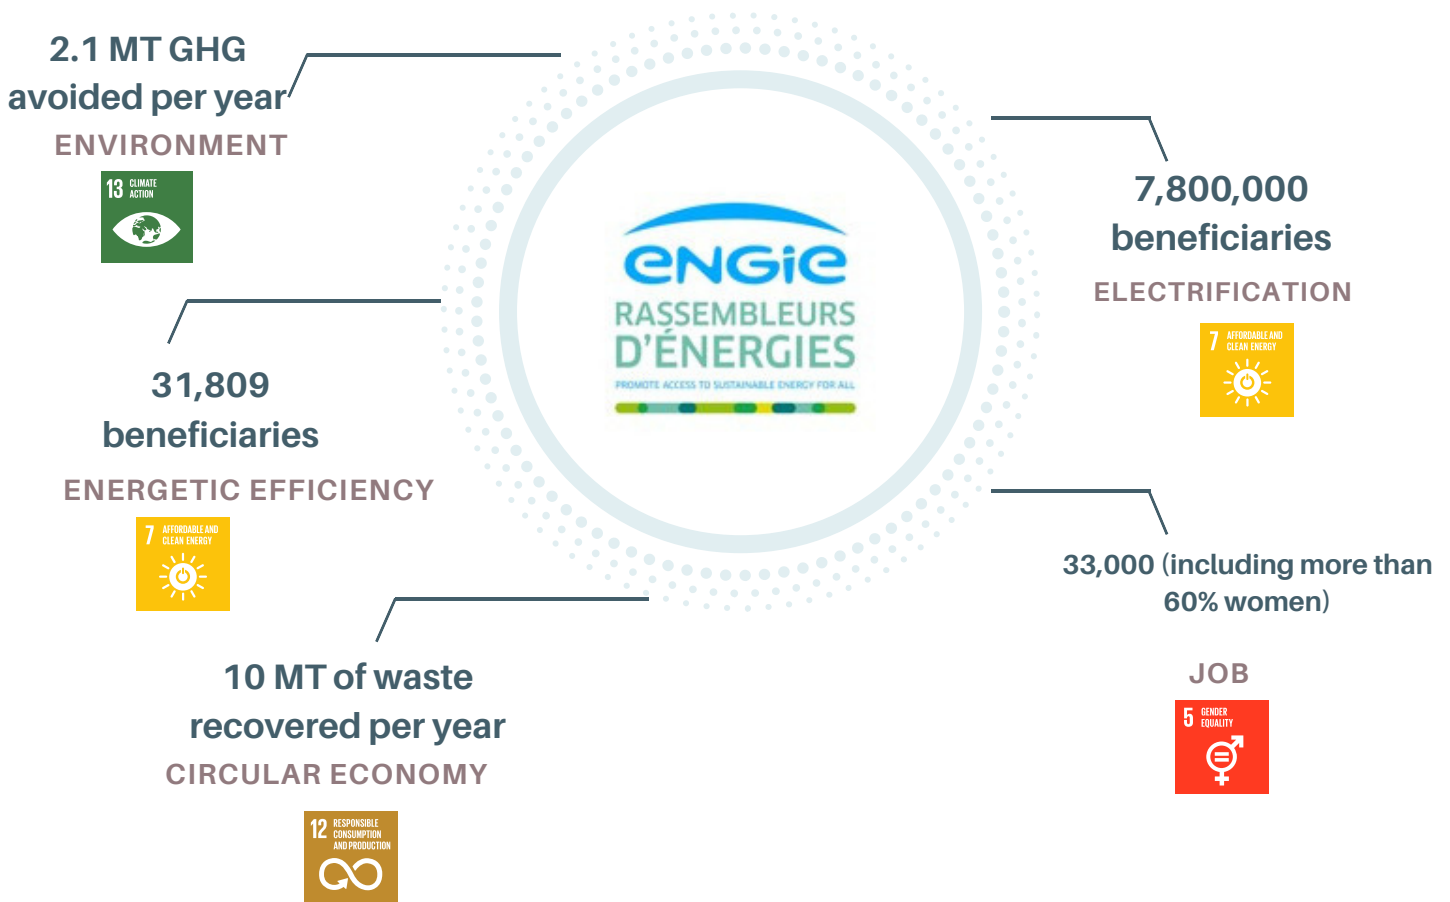 2.1 MT GHG
avoided per year
ENVIRONMENT
13 CLIMATE
ACTION
31,809
beneficiaries
ENERGETIC EFFICIENCY
7 AFFORDABLE AND
CLEAN ENERGY
10 MT of waste
recovered per year
CIRCULAR ECONOMY
12 RESPONSIBLE
CONSUMPTION
AND PRODUCTION
ENGIE
RASSEMBLEURS
D'ÉNERGIES
PROMOTE ACCESS TO SUSTAINABLE ENERGY FOR ALL
7,800,000
beneficiaries
ELECTRIFICATION
7 AFFORDABLE AND
CLEAN ENERGY
33,000 (including more than
60% women)
JOB
5 GENDER
EQUALITY